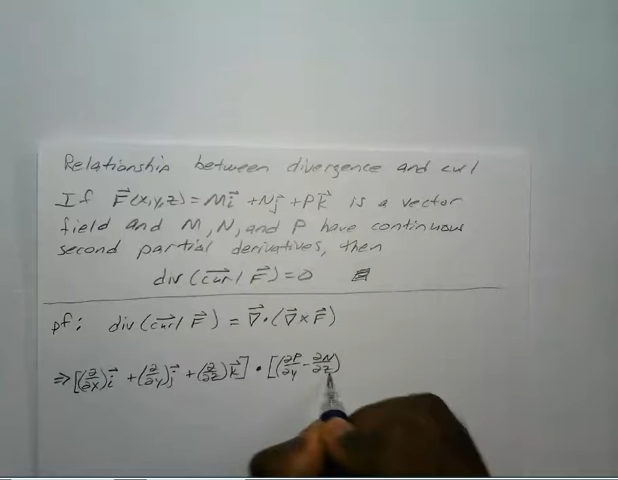 Relationship between divergence and curl
If F⃗(x,y,z) = Mi⃗ + Nj⃗ + Pk⃗ is a vector
field and M, N, and P have continuous
second partial derivatives, then
div (curl⃗ F⃗) = 0
pf: div (curl⃗ F⃗) = ∇⃗ · (∇⃗ × F⃗)
⇒ [(∂/∂x)i⃗ + (∂/∂y)j⃗ + (∂/∂z)k⃗] · [(∂P/∂y − ∂N/∂z)